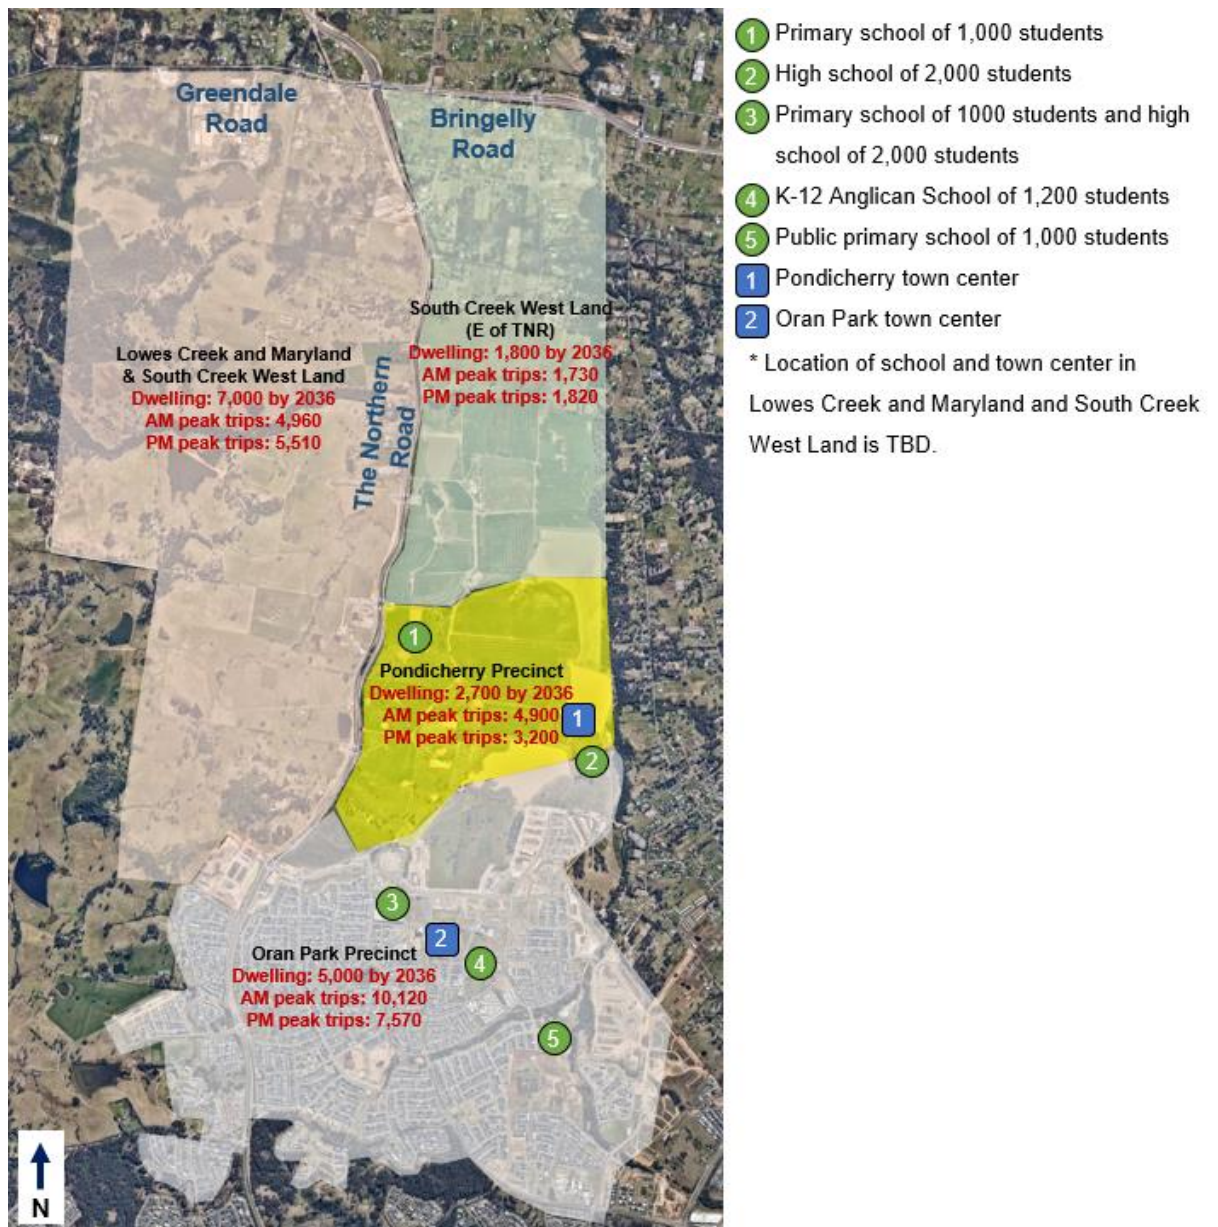 Greendale
Road
Bringelly
Road
South Creek West Land
(E of TNR)
Dwelling: 1,800 by 2036
AM peak trips: 1,730
PM peak trips: 1,820
Lowes Creek and Maryland
& South Creek West Land
Dwelling: 7,000 by 2036
AM peak trips: 4,960
PM peak trips: 5,510
The Northern
Road
1
Pondicherry Precinct
Dwelling: 2,700 by 2036
AM peak trips: 4,900
PM peak trips: 3,200
1
2
3
2
4
Oran Park Precinct
Dwelling: 5,000 by 2036
AM peak trips: 10,120
PM peak trips: 7,570
5
N
1 Primary school of 1,000 students
2 High school of 2,000 students
3 Primary school of 1000 students and high
school of 2,000 students
4 K-12 Anglican School of 1,200 students
5 Public primary school of 1,000 students
1 Pondicherry town center
2 Oran Park town center
* Location of school and town center in
Lowes Creek and Maryland and South Creek
West Land is TBD.